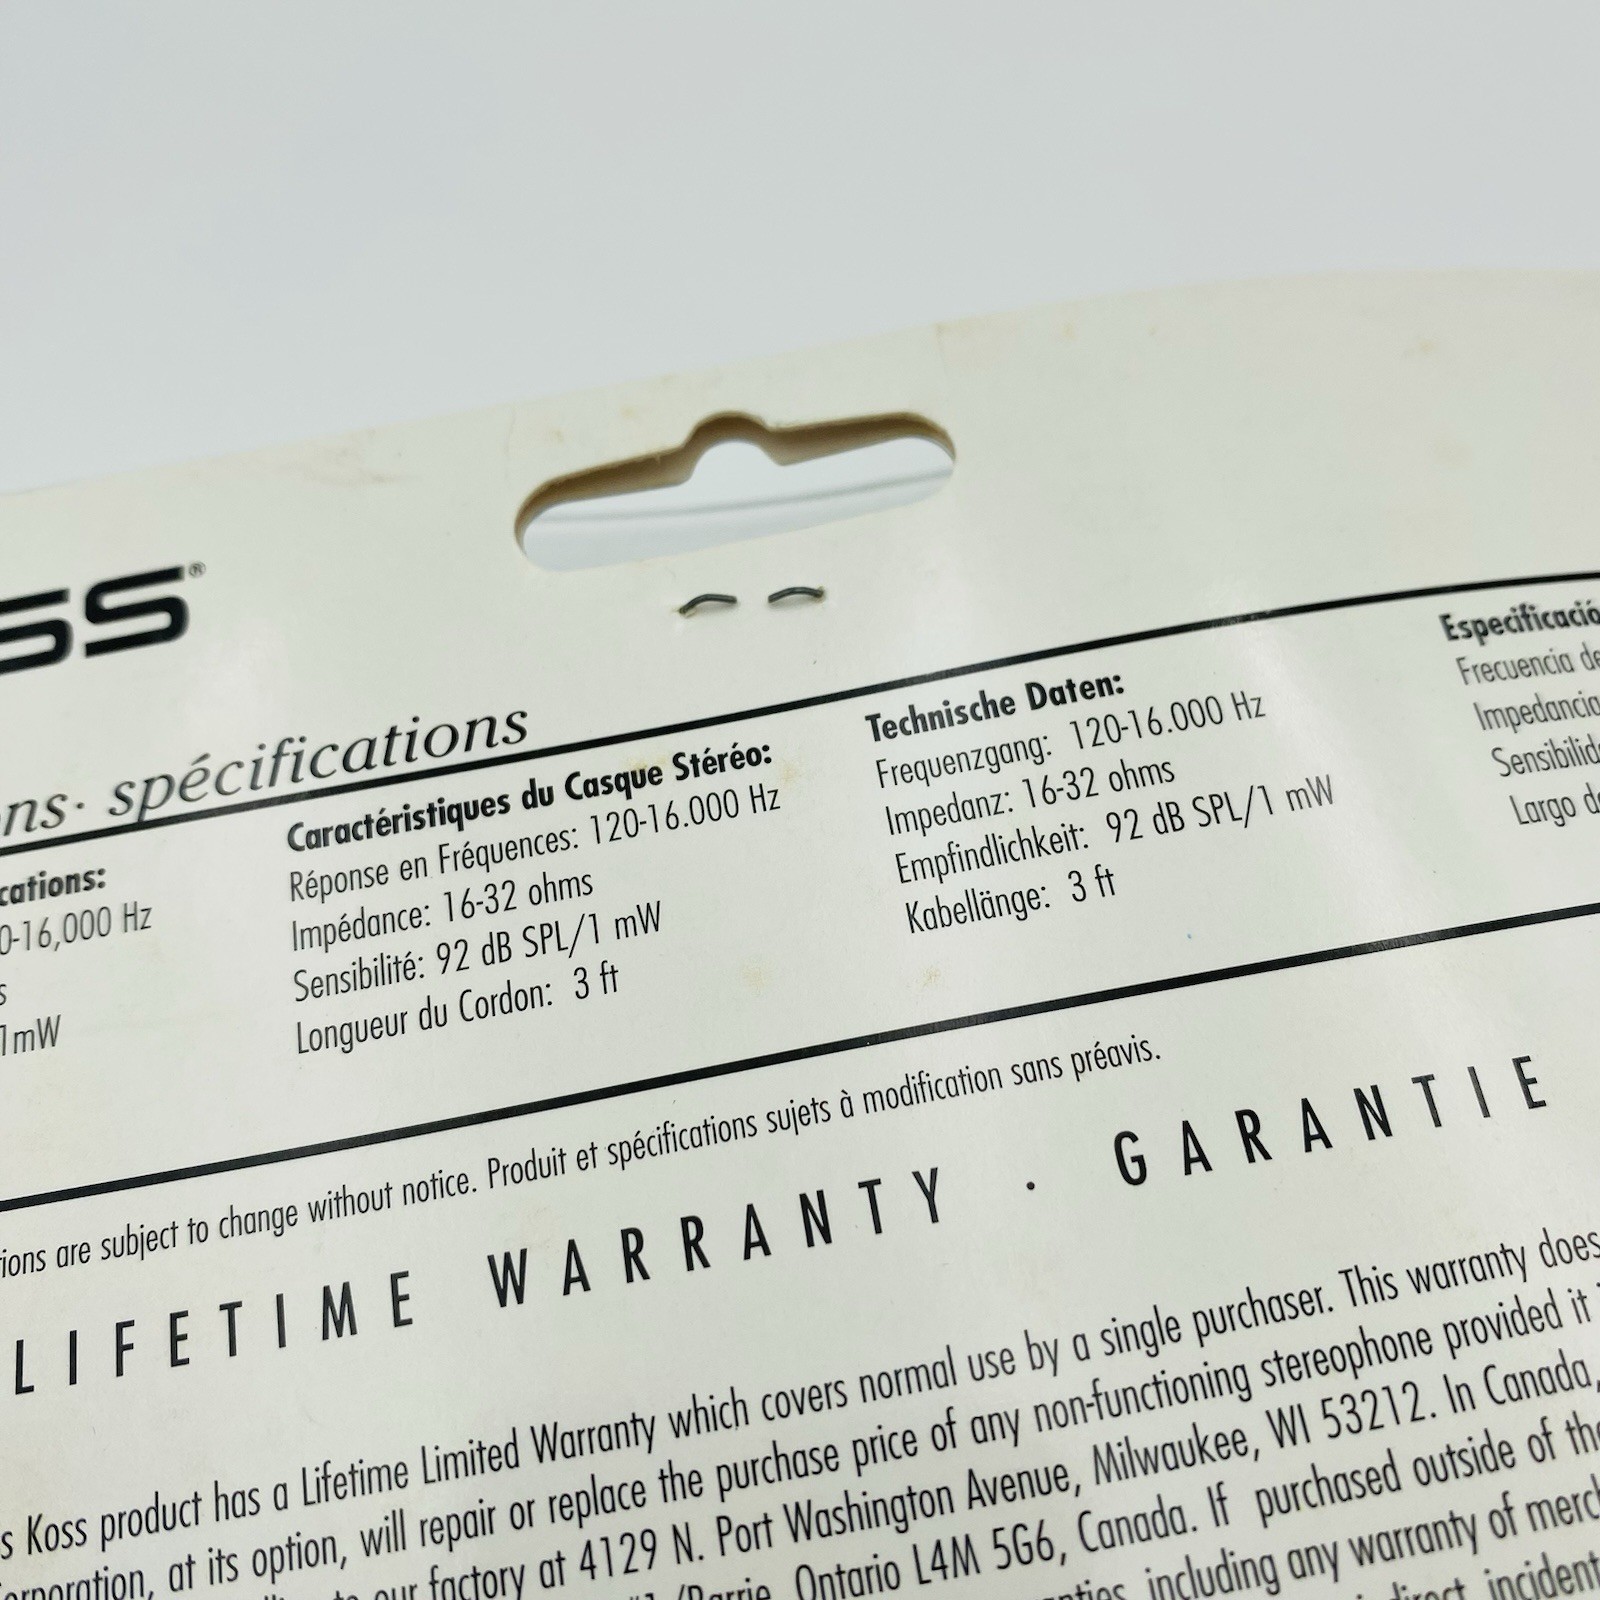 SS®
ns· spécifications
cations:
0-16,000 Hz
s
1mW
Caractéristiques du Casque Stéréo:
Réponse en Fréquences: 120-16.000 Hz
Impédance: 16-32 ohms
Sensibilité: 92 dB SPL/1 mW
Longueur du Cordon: 3 ft
Technische Daten:
Frequenzgang: 120-16.000 Hz
Impedanz: 16-32 ohms
Empfindlichkeit: 92 dB SPL/1 mW
Kabellänge: 3 ft
Especificació
Frecuencia de
Impedancia
Sensibilid
Largo d
tions are subject to change without notice. Produit et spécifications sujets à modification sans préavis.
LIFETIME WARRANTY · GARANTIE
s Koss product has a Lifetime Limited Warranty which covers normal use by a single purchaser. This warranty does
orporation, at its option, will repair or replace the purchase price of any non-functioning stereophone provided it
our factory at 4129 N. Port Washington Avenue, Milwaukee, WI 53212. In Canada,
Ontario L4M 5G6, Canada. If purchased outside of the
including any warranty of merc
incident